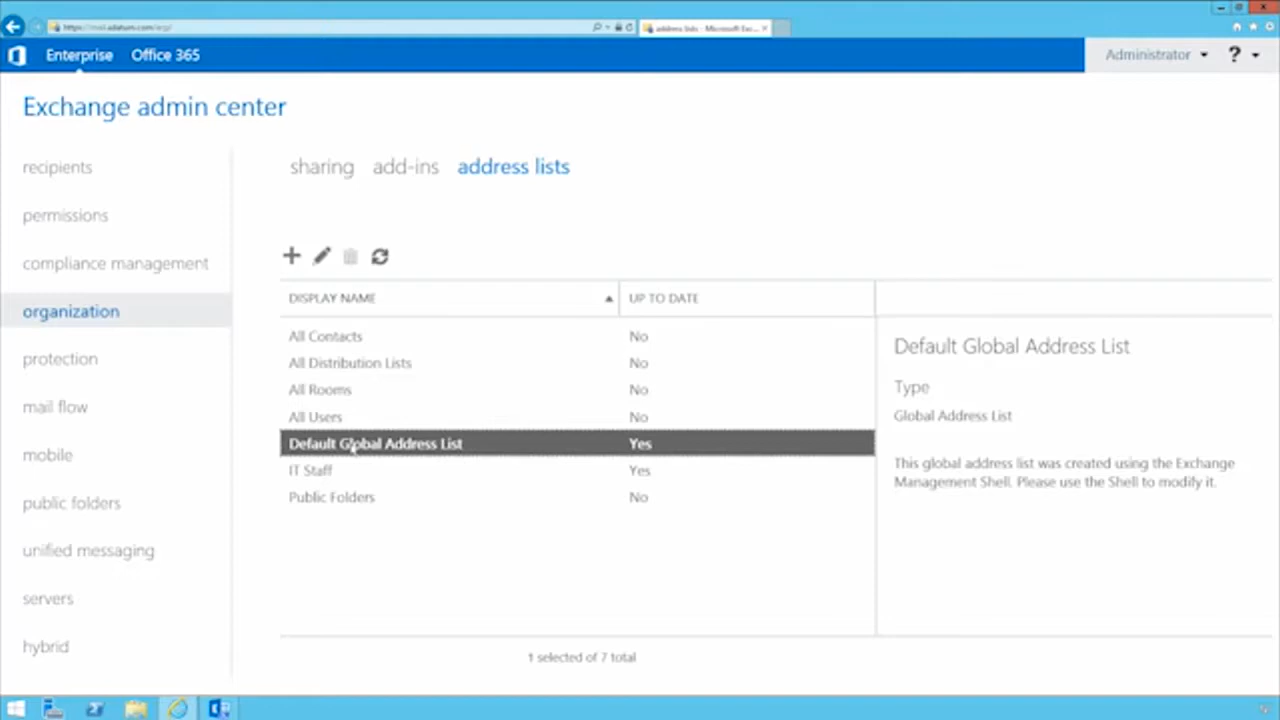 address lists - Microsoft Exc...
Enterprise Office 365
Administrator ?
Exchange admin center
recipients
permissions
compliance management
organization
protection
mail flow
mobile
public folders
unified messaging
servers
hybrid
sharing add-ins address lists
DISPLAY NAME UP TO DATE
All Contacts No
All Distribution Lists No
All Rooms No
All Users No
Default Global Address List Yes
IT Staff Yes
Public Folders No
1 selected of 7 total
Default Global Address List
Type
Global Address List
This global address list was created using the Exchange
Management Shell. Please use the Shell to modify it.